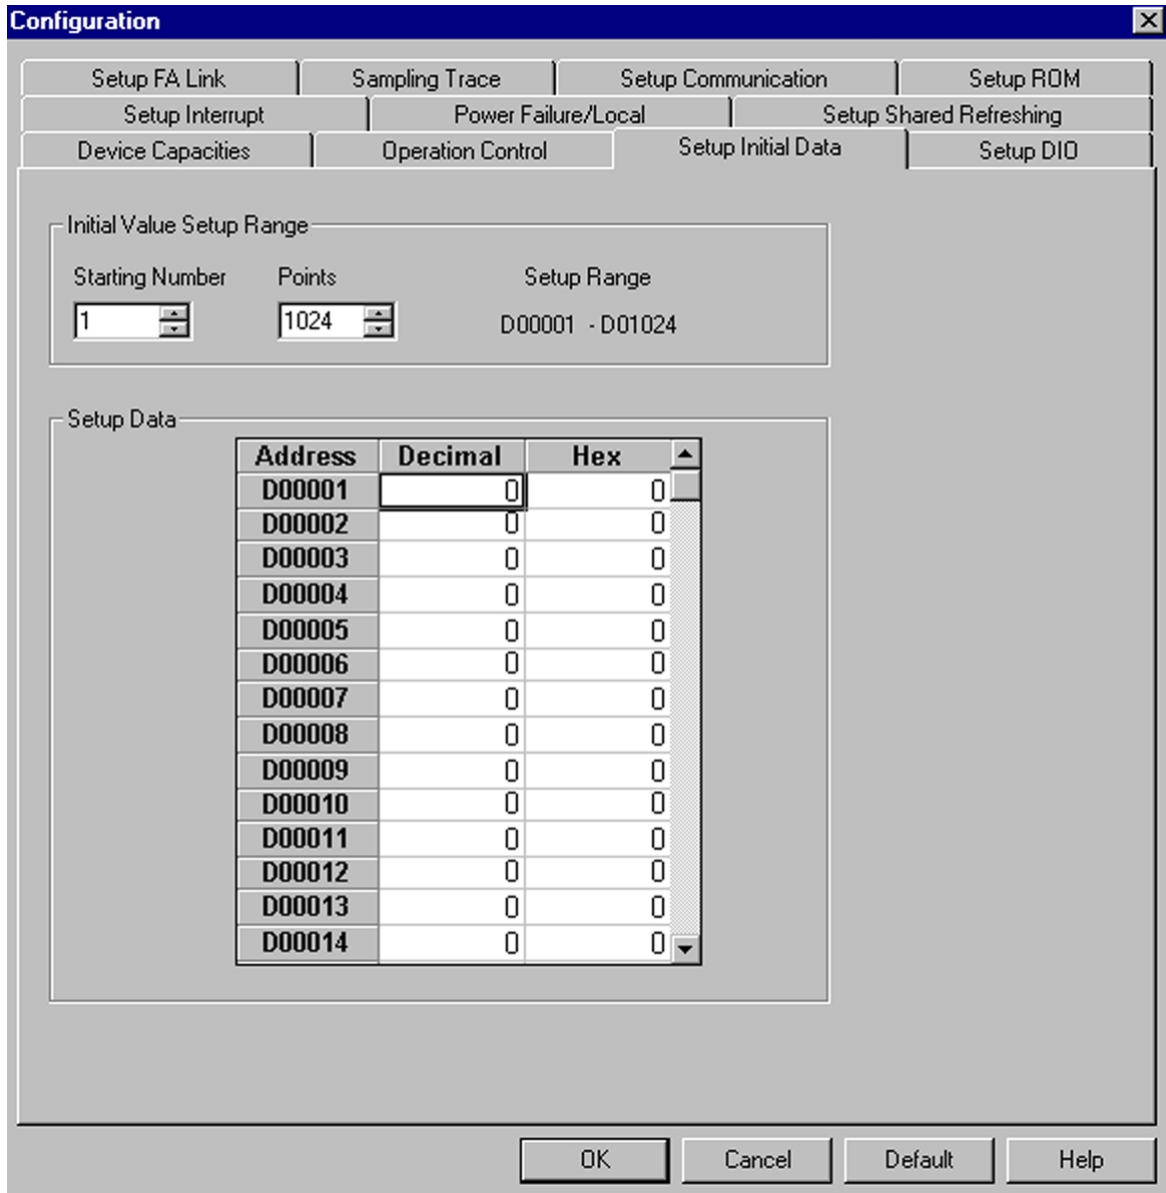 Configuration
Setup FA Link Sampling Trace Setup Communication Setup ROM
Setup Interrupt Power Failure/Local Setup Shared Refreshing
Device Capacities Operation Control Setup Initial Data Setup DIO
Initial Value Setup Range
Starting Number Points Setup Range
1 1024 D00001 - D01024
Setup Data
Address Decimal Hex
D00001 0 0
D00002 0 0
D00003 0 0
D00004 0 0
D00005 0 0
D00006 0 0
D00007 0 0
D00008 0 0
D00009 0 0
D00010 0 0
D00011 0 0
D00012 0 0
D00013 0 0
D00014 0 0
OK Cancel Default Help